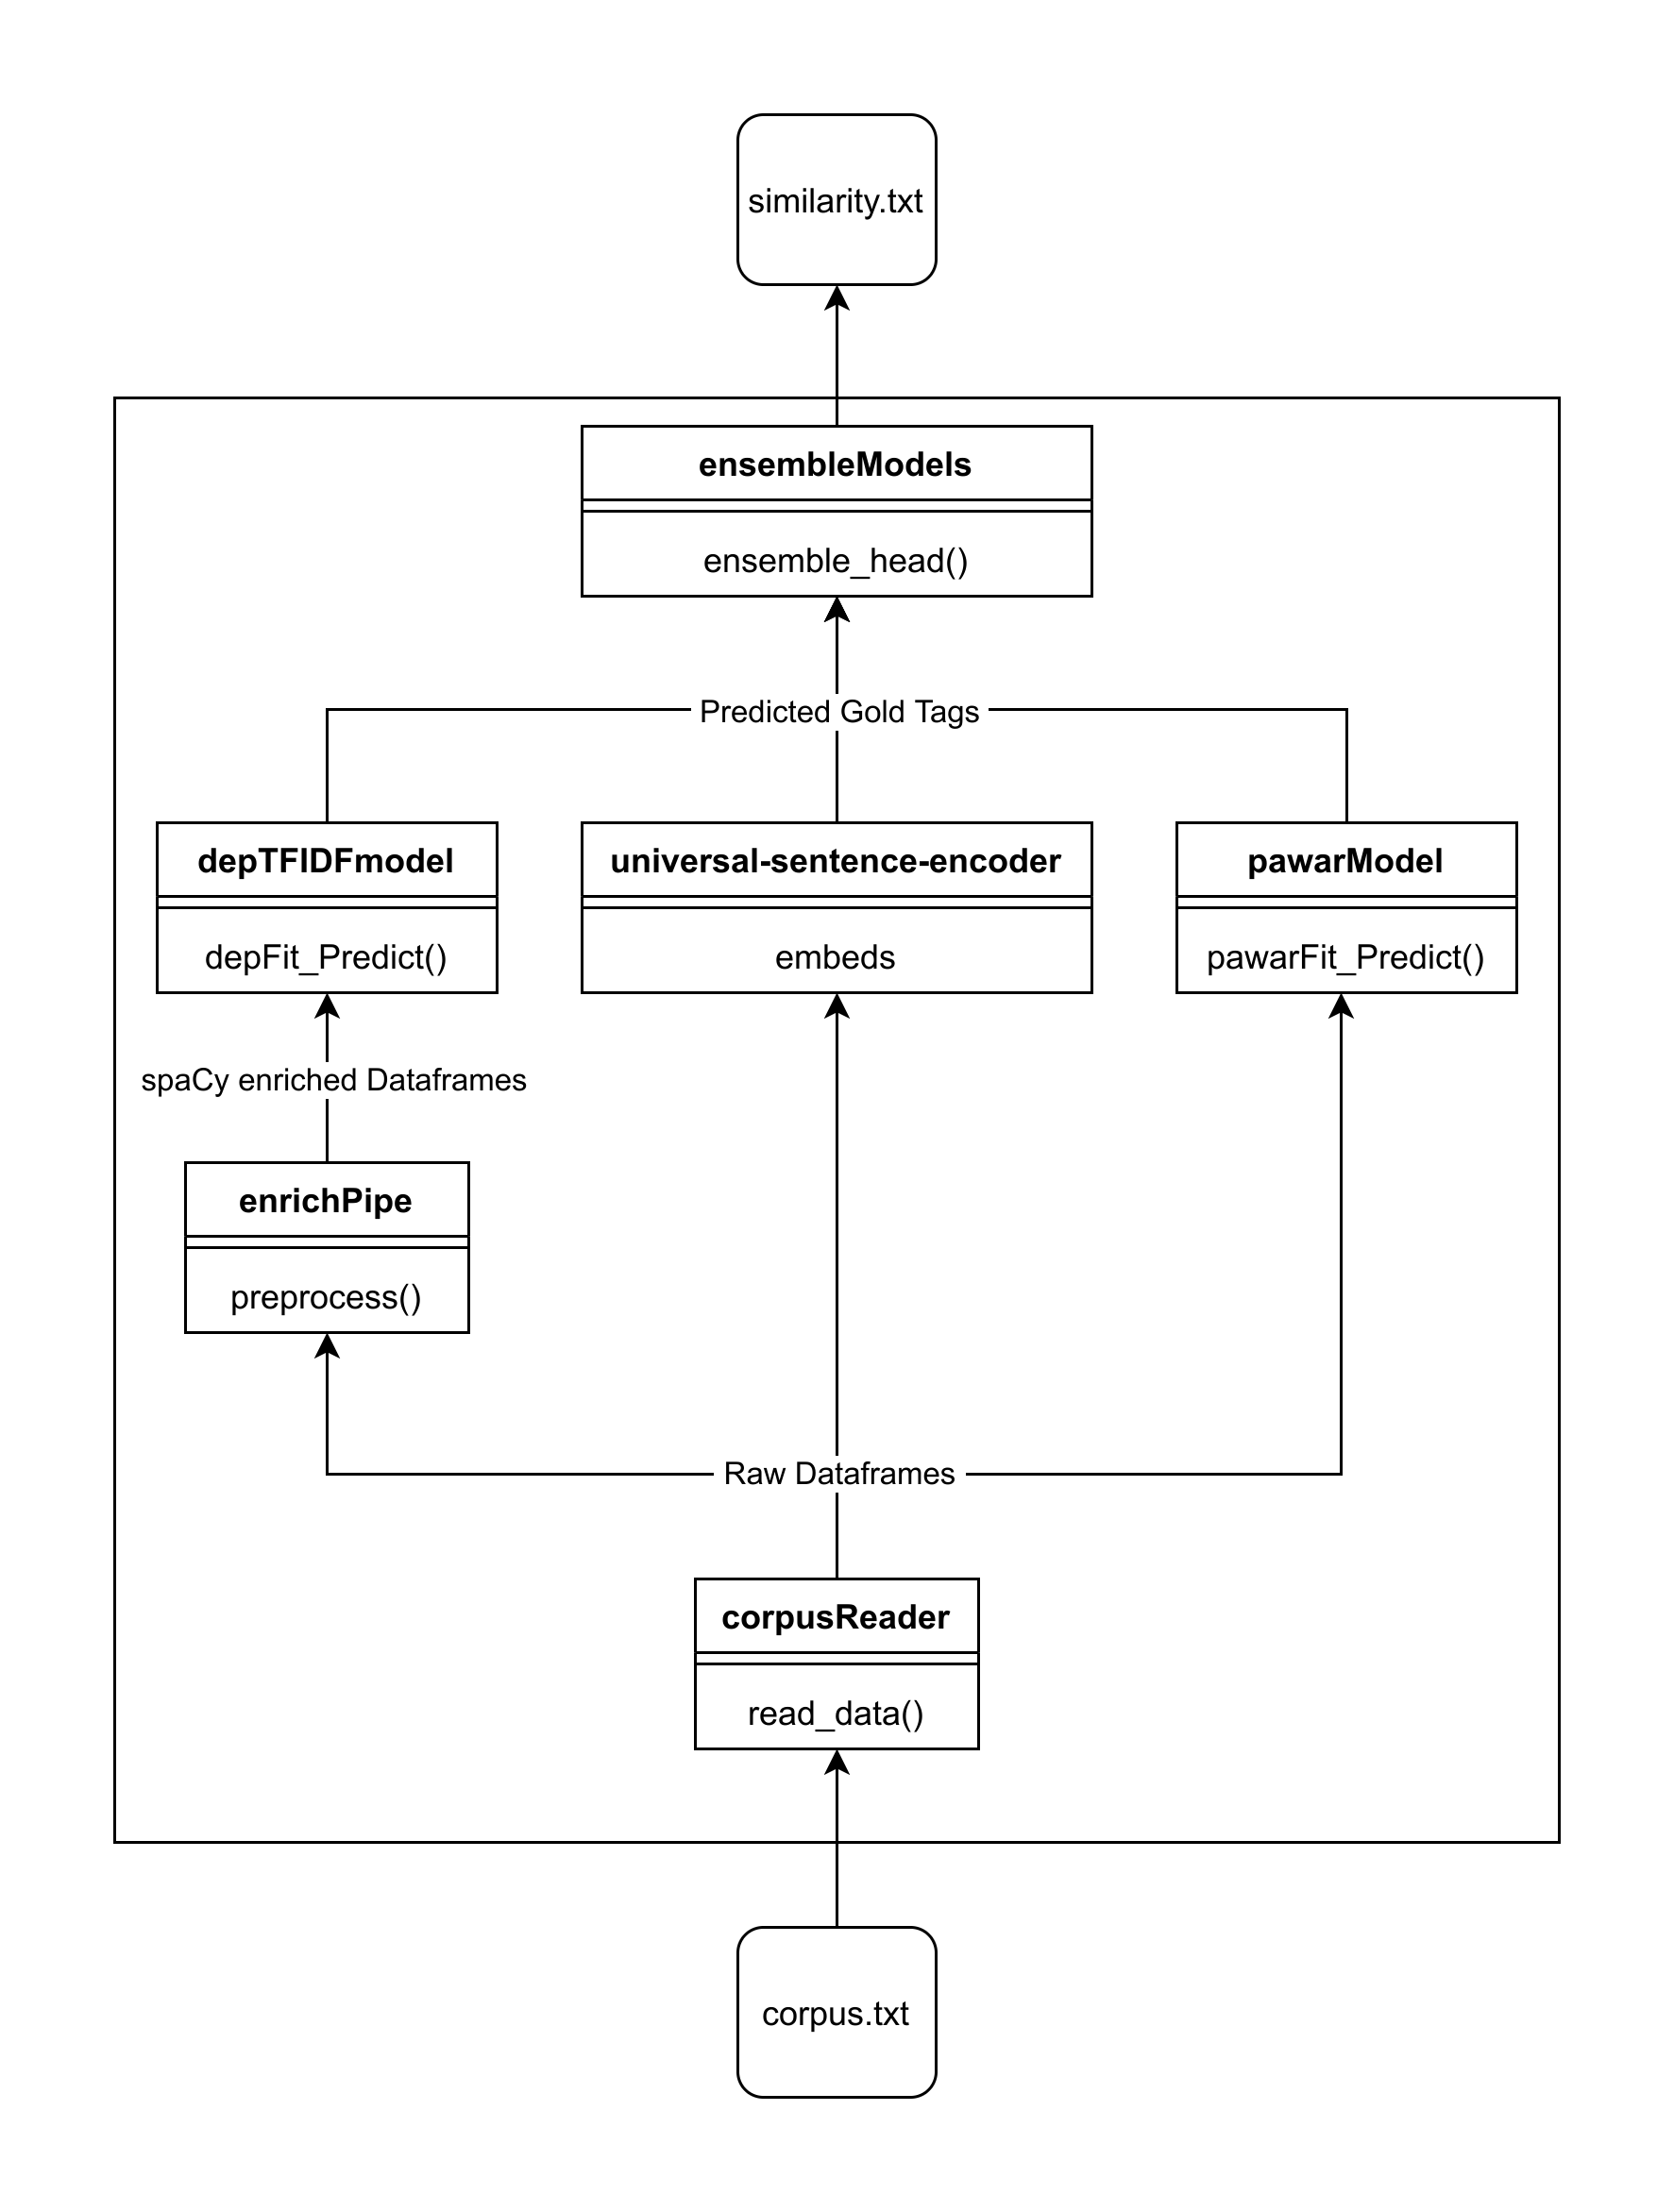 similarity.txt
ensembleModels
ensemble_head()
Predicted Gold Tags
depTFIDFmodel
depFit_Predict()
universal-sentence-encoder
embeds
pawarModel
pawarFit_Predict()
spaCy enriched Dataframes
enrichPipe
preprocess()
Raw Dataframes
corpusReader
read_data()
corpus.txt